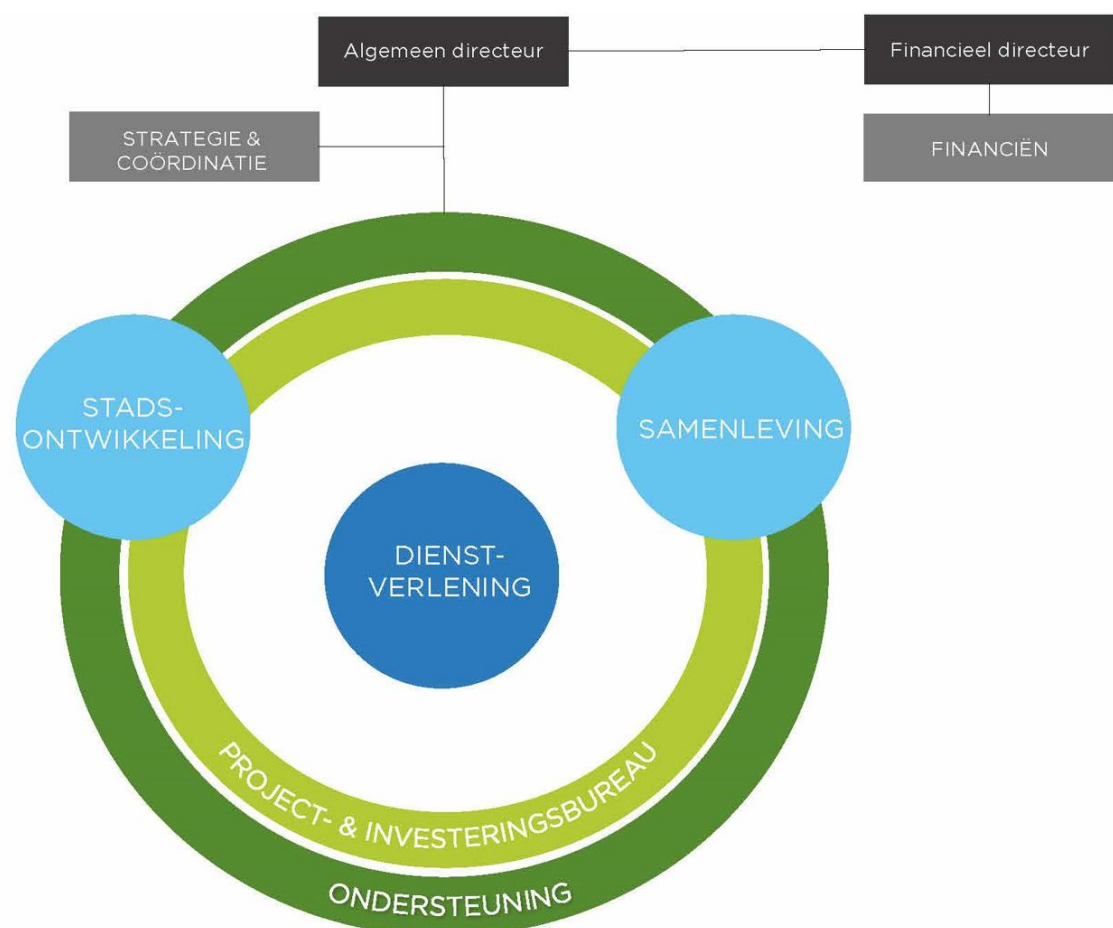 Algemeen directeur
Financieel directeur
STRATEGIE &
COÖRDINATIE
FINANCIËN
STADS-
ONTWIKKELING
SAMENLEVING
DIENST-
VERLENING
PROJECT- & INVESTERINGSBUREAU
ONDERSTEUNING